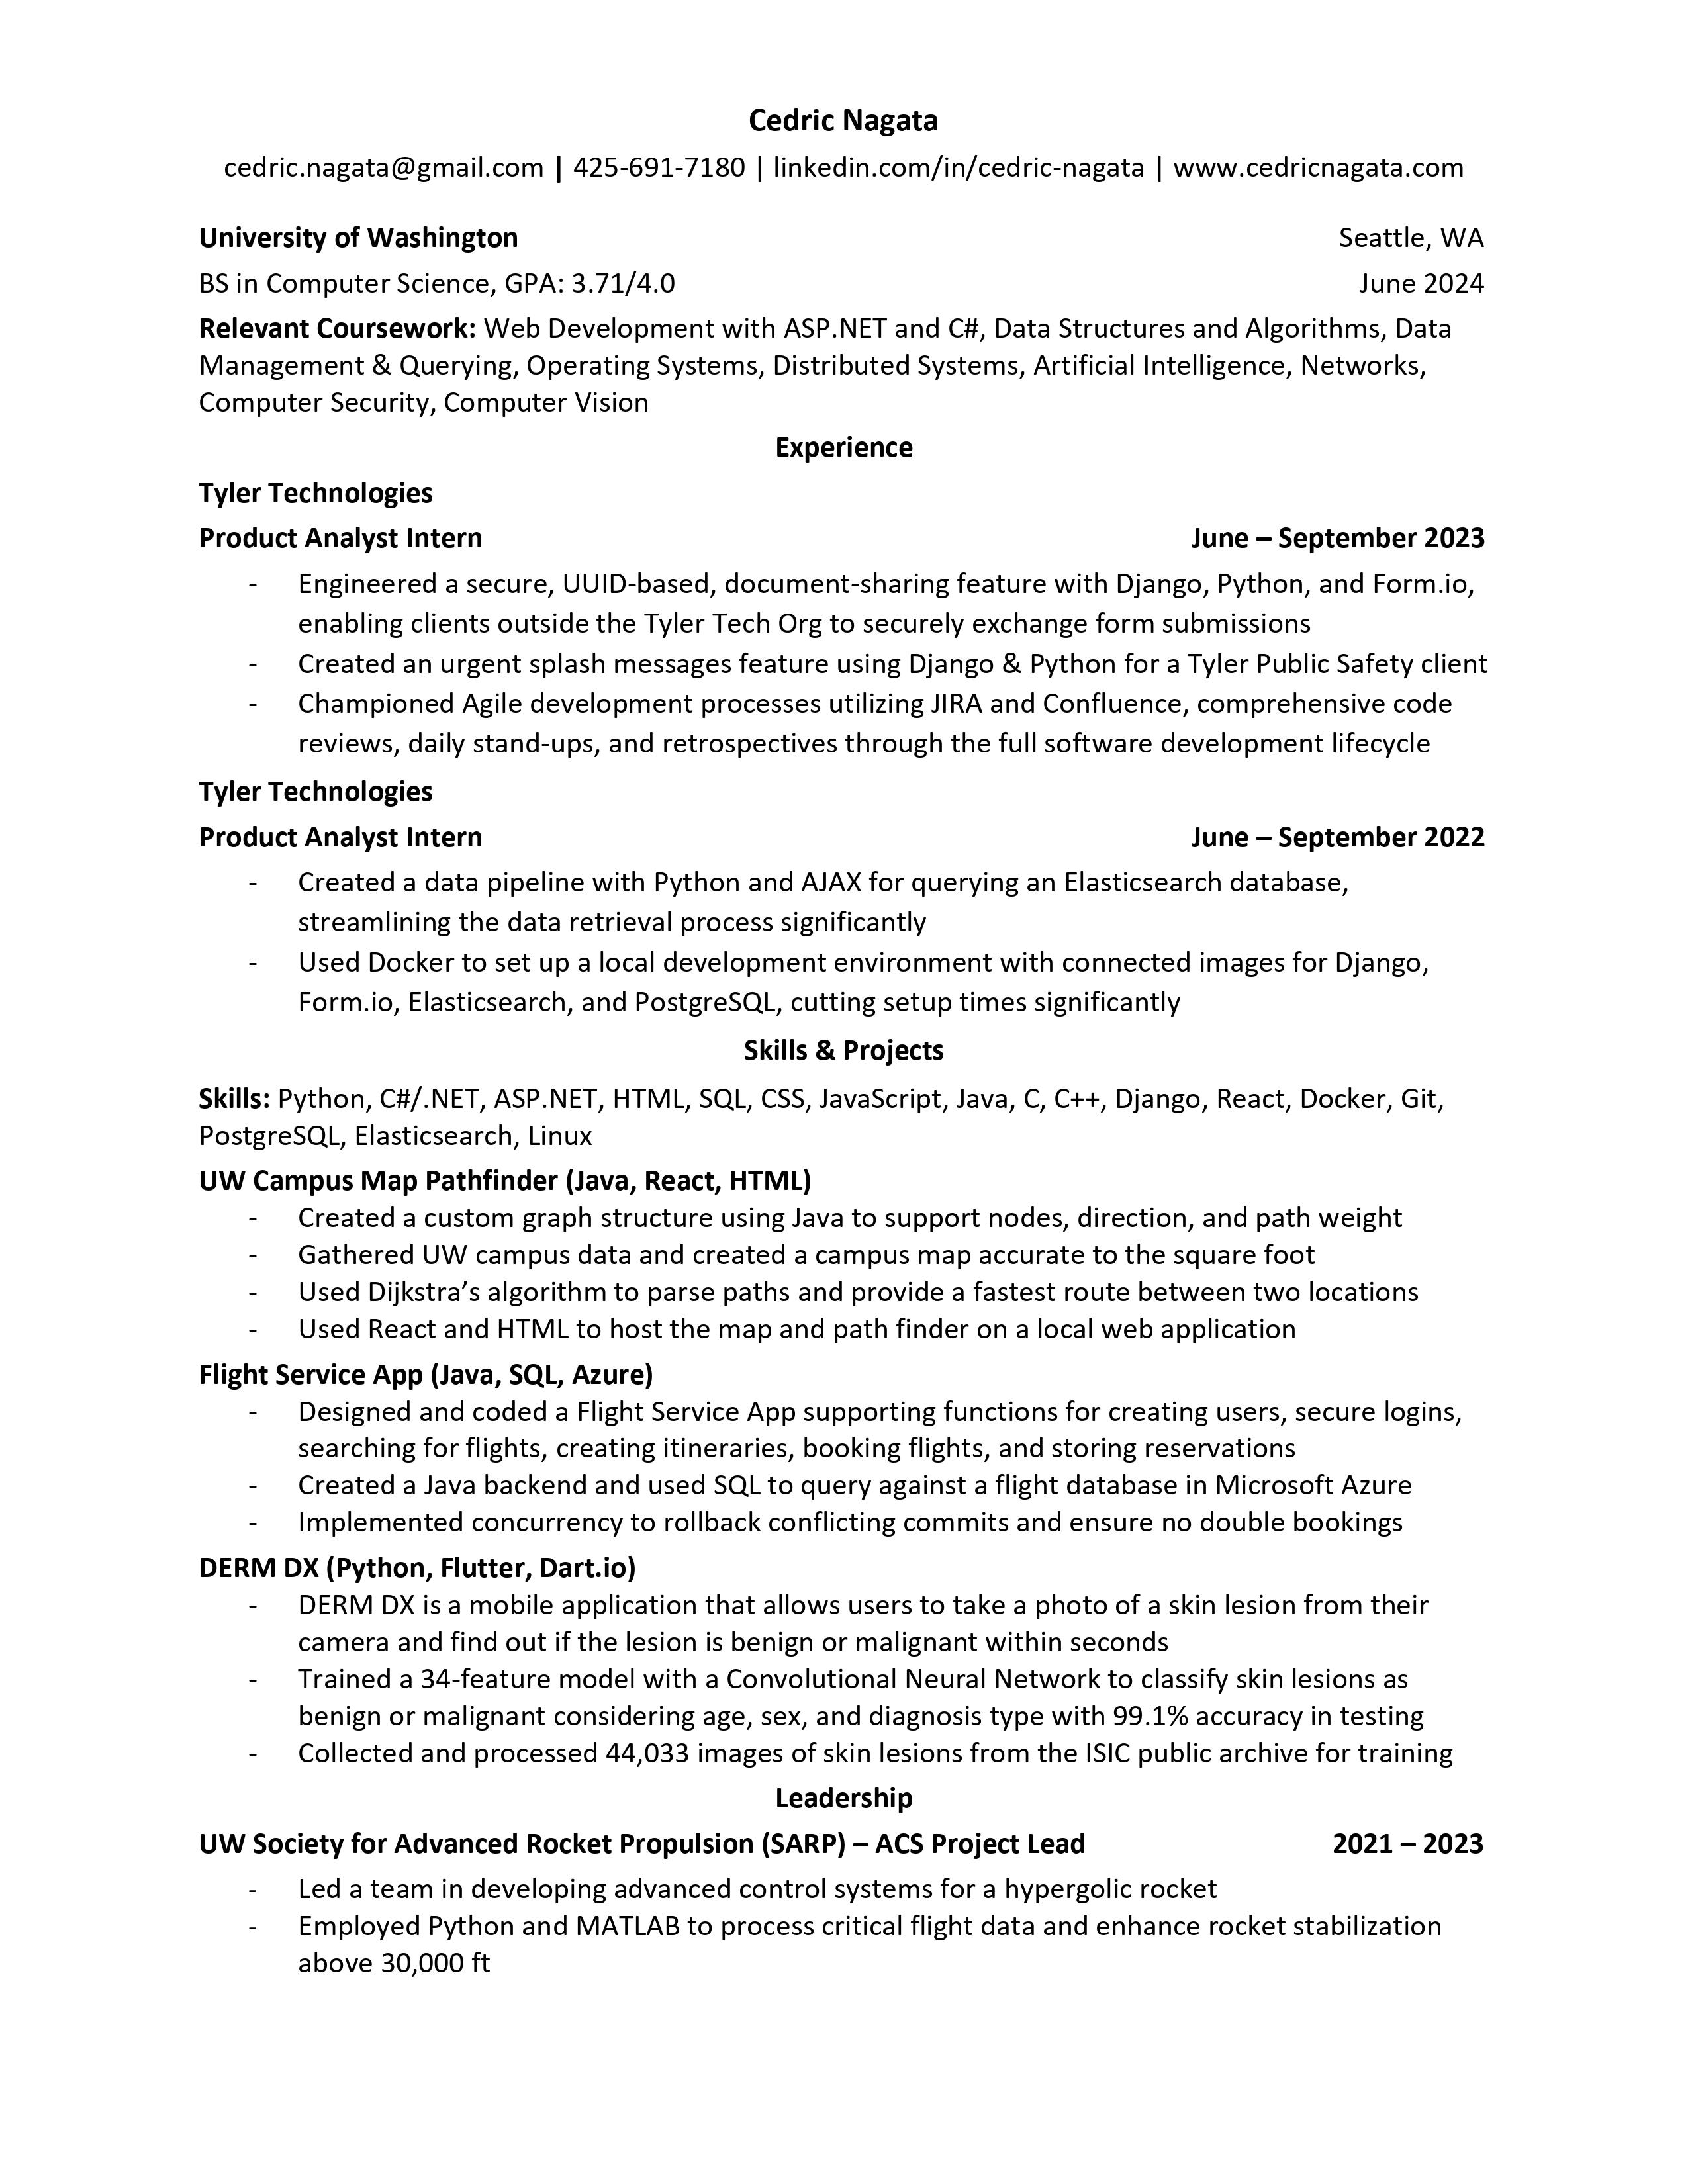 Cedric Nagata
cedric.nagata@gmail.com | 425-691-7180 | linkedin.com/in/cedric-nagata | www.cedricnagata.com
University of Washington Seattle, WA
BS in Computer Science, GPA: 3.71/4.0 June 2024
Relevant Coursework: Web Development with ASP.NET and C#, Data Structures and Algorithms, Data
Management & Querying, Operating Systems, Distributed Systems, Artificial Intelligence, Networks,
Computer Security, Computer Vision
Experience
Tyler Technologies
Product Analyst Intern June – September 2023
- Engineered a secure, UUID-based, document-sharing feature with Django, Python, and Form.io,
enabling clients outside the Tyler Tech Org to securely exchange form submissions
- Created an urgent splash messages feature using Django & Python for a Tyler Public Safety client
- Championed Agile development processes utilizing JIRA and Confluence, comprehensive code
reviews, daily stand-ups, and retrospectives through the full software development lifecycle
Tyler Technologies
Product Analyst Intern June – September 2022
- Created a data pipeline with Python and AJAX for querying an Elasticsearch database,
streamlining the data retrieval process significantly
- Used Docker to set up a local development environment with connected images for Django,
Form.io, Elasticsearch, and PostgreSQL, cutting setup times significantly
Skills & Projects
Skills: Python, C#/.NET, ASP.NET, HTML, SQL, CSS, JavaScript, Java, C, C++, Django, React, Docker, Git,
PostgreSQL, Elasticsearch, Linux
UW Campus Map Pathfinder (Java, React, HTML)
- Created a custom graph structure using Java to support nodes, direction, and path weight
- Gathered UW campus data and created a campus map accurate to the square foot
- Used Dijkstra’s algorithm to parse paths and provide a fastest route between two locations
- Used React and HTML to host the map and path finder on a local web application
Flight Service App (Java, SQL, Azure)
- Designed and coded a Flight Service App supporting functions for creating users, secure logins,
searching for flights, creating itineraries, booking flights, and storing reservations
- Created a Java backend and used SQL to query against a flight database in Microsoft Azure
- Implemented concurrency to rollback conflicting commits and ensure no double bookings
DERM DX (Python, Flutter, Dart.io)
- DERM DX is a mobile application that allows users to take a photo of a skin lesion from their
camera and find out if the lesion is benign or malignant within seconds
- Trained a 34-feature model with a Convolutional Neural Network to classify skin lesions as
benign or malignant considering age, sex, and diagnosis type with 99.1% accuracy in testing
- Collected and processed 44,033 images of skin lesions from the ISIC public archive for training
Leadership
UW Society for Advanced Rocket Propulsion (SARP) – ACS Project Lead 2021 – 2023
- Led a team in developing advanced control systems for a hypergolic rocket
- Employed Python and MATLAB to process critical flight data and enhance rocket stabilization
above 30,000 ft